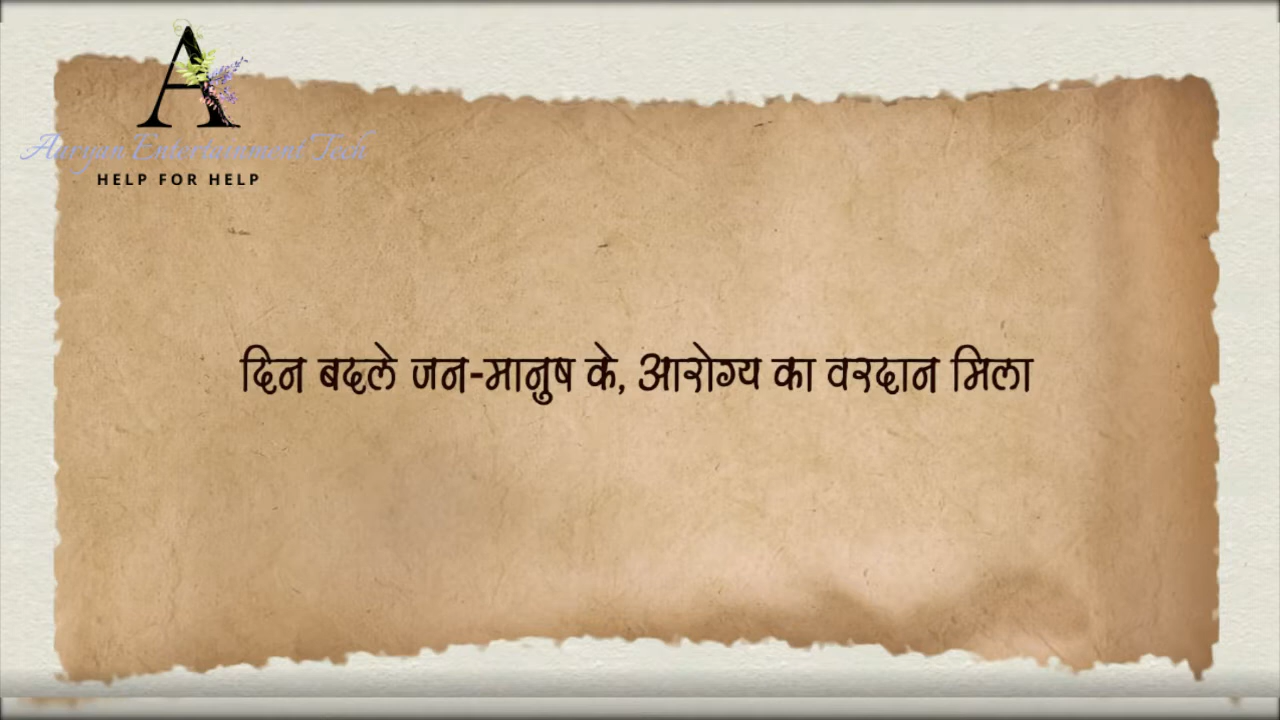 A
Aaryan Entertainment Tech
HELP FOR HELP
दिन बदले जन-मानुष के, आरोग्य का वरदान मिला